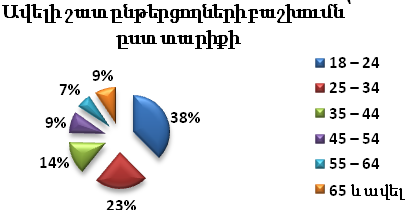 Ավելի շատ ընթերցողների բաշխումն՝
ըստ տարիքի
9%
7%
9%
14%
23%
38%
18 – 24
25 – 34
35 – 44
45 – 54
55 – 64
65 և ավել